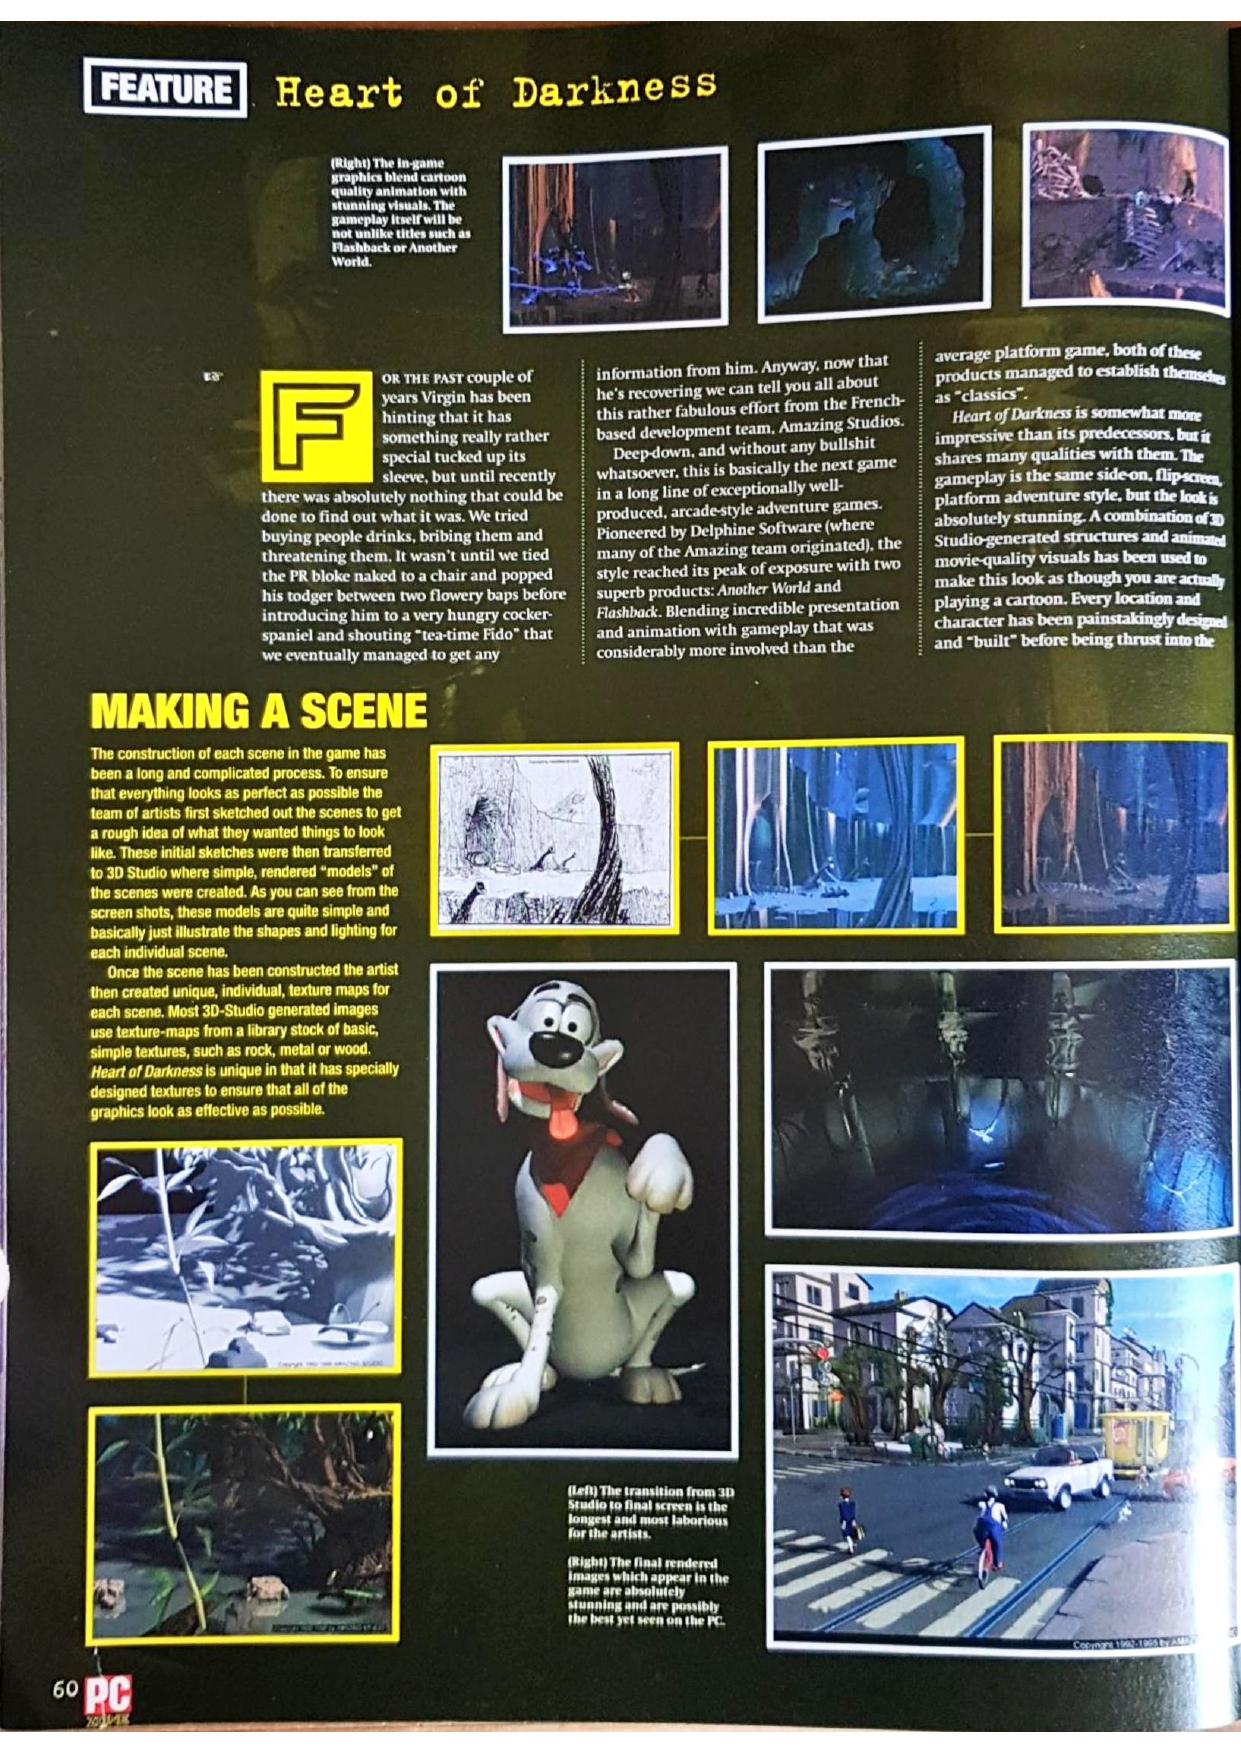 FEATURE Heart of Darkness
(Right) The in-game
graphics blend cartoon
quality animation with
stunning visuals. The
gameplay itself will be
not unlike titles such as
Flashback or Another
World.
FOR THE PAST couple of
years Virgin has been
hinting that it has
something really rather
special tucked up its
sleeve, but until recently
there was absolutely nothing that could be
done to find out what it was. We tried
buying people drinks, bribing them and
threatening them. It wasn't until we tied
the PR bloke naked to a chair and popped
his todger between two flowery baps before
introducing him to a very hungry cocker-
spaniel and shouting "tea-time Fido" that
we eventually managed to get any
information from him. Anyway, now that
he's recovering we can tell you all about
this rather fabulous effort from the French-
based development team, Amazing Studios.
Deep-down, and without any bullshit
whatsoever, this is basically the next game
in a long line of exceptionally well-
produced, arcade-style adventure games.
Pioneered by Delphine Software (where
many of the Amazing team originated), the
style reached its peak of exposure with two
superb products: Another World and
Flashback. Blending incredible presentation
and animation with gameplay that was
considerably more involved than the
average platform game, both of these
products managed to establish themselves
as "classics".
Heart of Darkness is somewhat more
impressive than its predecessors, but it
shares many qualities with them. The
gameplay is the same side-on, flip-screen,
platform adventure style, but the look is
absolutely stunning. A combination of 3D
Studio-generated structures and animated
movie-quality visuals has been used to
make this look as though you are actually
playing a cartoon. Every location and
character has been painstakingly designed
and "built" before being thrust into the
MAKING A SCENE
The construction of each scene in the game has
been a long and complicated process. To ensure
that everything looks as perfect as possible the
team of artists first sketched out the scenes to get
a rough idea of what they wanted things to look
like. These initial sketches were then transferred
to 3D Studio where simple, rendered "models" of
the scenes were created. As you can see from the
screen shots, these models are quite simple and
basically just illustrate the shapes and lighting for
each individual scene.
Once the scene has been constructed the artist
then created unique, individual, texture maps for
each scene. Most 3D-Studio generated images
use texture-maps from a library stock of basic,
simple textures, such as rock, metal or wood.
Heart of Darkness is unique in that it has specially
designed textures to ensure that all of the
graphics look as effective as possible.
(Left) The transition from 3D
Studio to final screen is the
longest and most laborious
for the artists.
(Right) The final rendered
images which appear in the
game are absolutely
stunning and are possibly
the best yet seen on the PC.
Copyright 1992-1995 by
60 PC